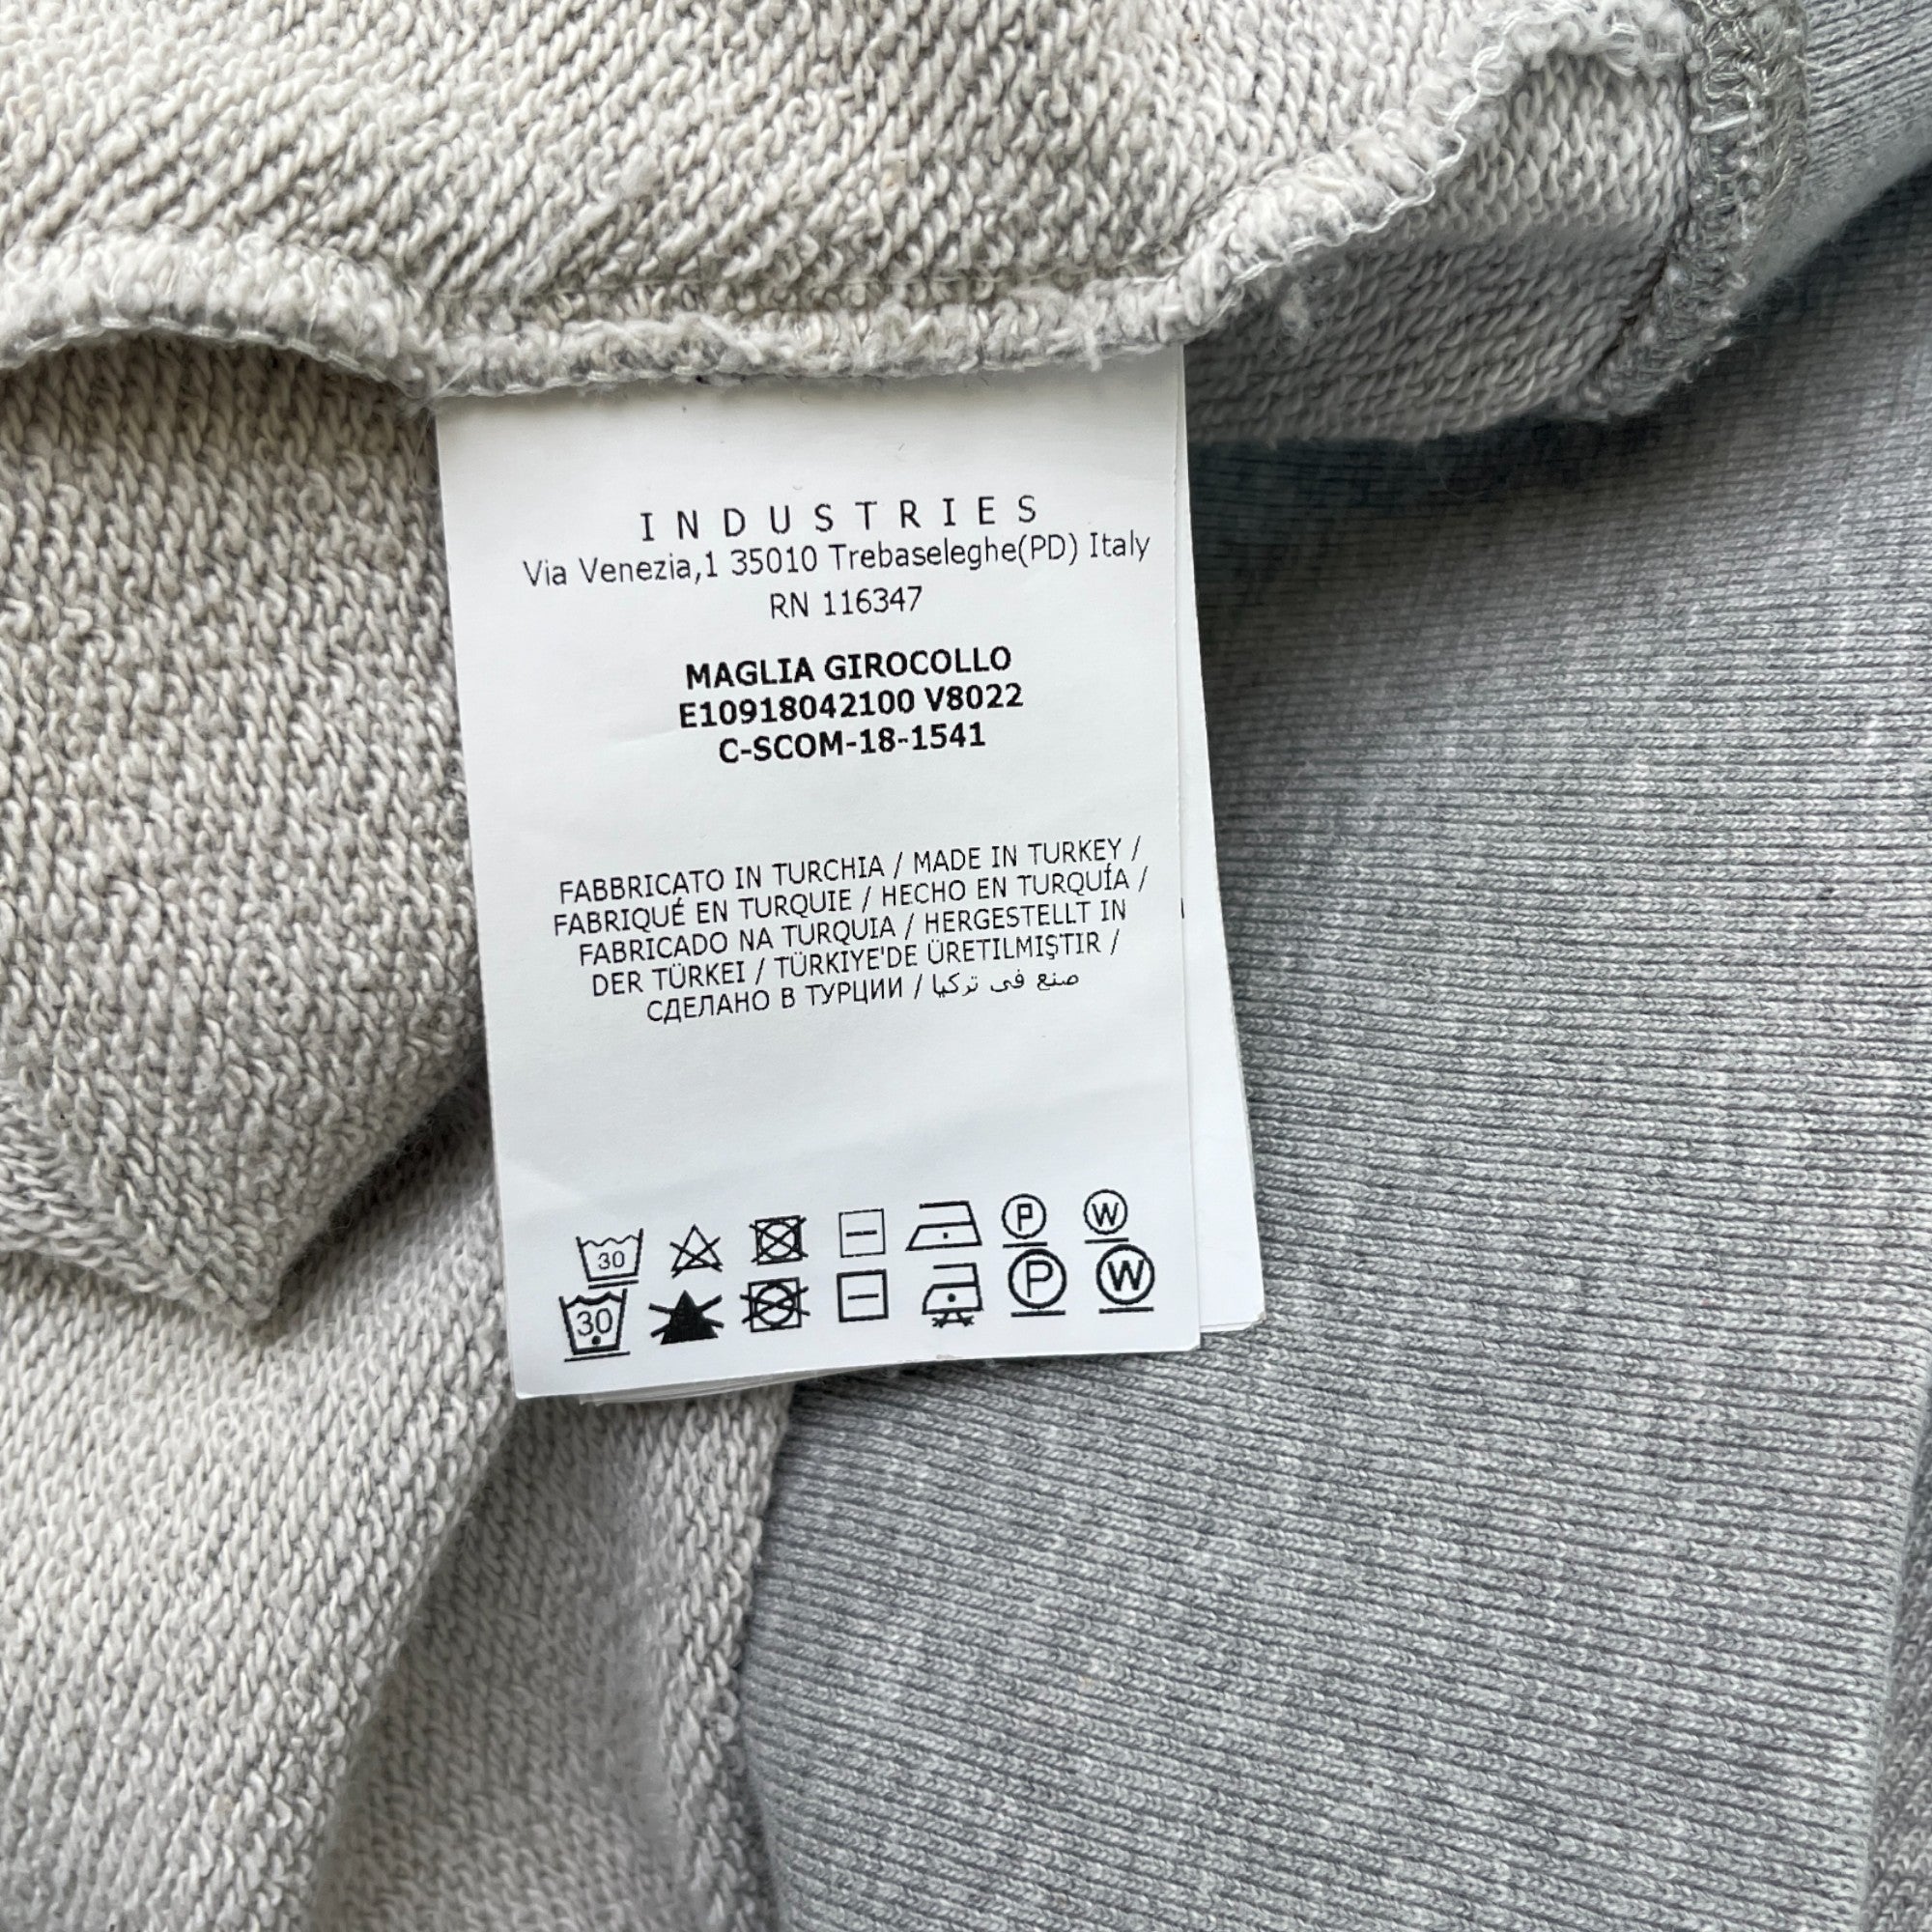 INDUSTRIES
Via Venezia,1 35010 Trebaseleghe(PD) Italy
RN 116347
MAGLIA GIROCOLLO
E10918042100 V8022
C-SCOM-18-1541
FABBRICATO IN TURCHIA / MADE IN TURKEY /
FABRIQUÉ EN TURQUIE / HECHO EN TURQUÍA /
FABRICADO NA TURQUIA / HERGESTELLT IN
DER TÜRKEI / TÜRKIYE'DE ÜRETILMIŞTIR /
СДЕЛАНО В ТУРЦИИ / صنع في تركيا
30 P W
30 P W